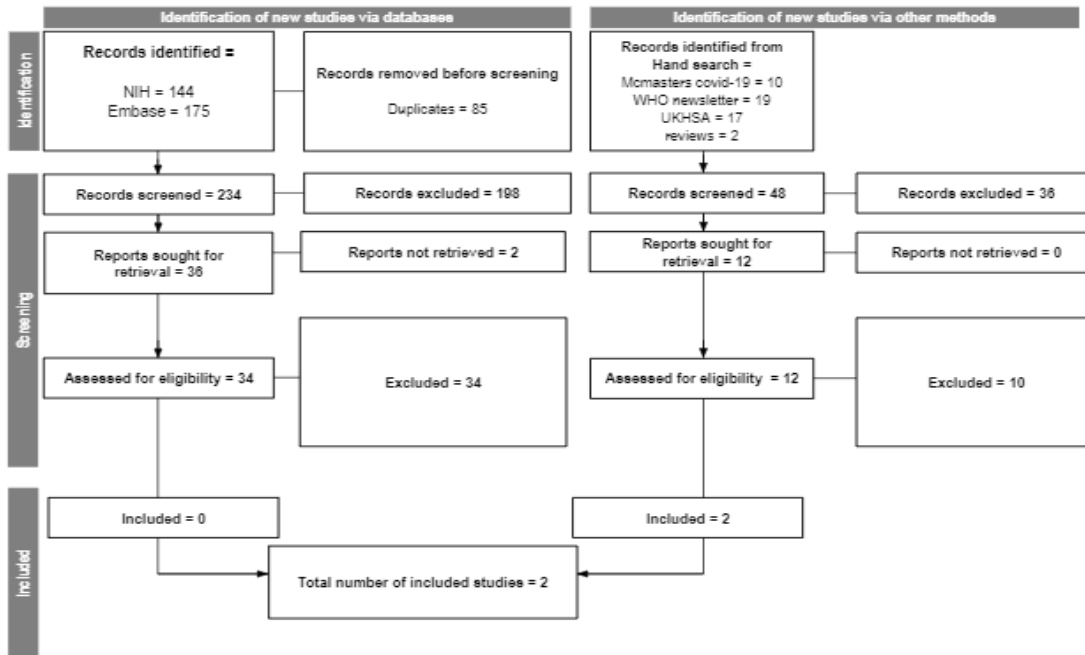 Identification of new studies via databases
Identification of new studies via other methods
Identification
Records identified =
NIH = 144
Embase = 175
Records removed before screening
Duplicates = 85
Records identified from
Hand search =
Mcmasters covid-19 = 10
WHO newsletter = 19
UKHSA = 17
reviews = 2
Screening
Records screened = 234
Records excluded = 198
Records screened = 48
Records excluded = 36
Reports sought for
retrieval = 36
Reports not retrieved = 2
Reports sought for
retrieval = 12
Reports not retrieved = 0
Assessed for eligibility = 34
Excluded = 34
Assessed for eligibility = 12
Excluded = 10
Included
Included = 0
Included = 2
Total number of included studies = 2